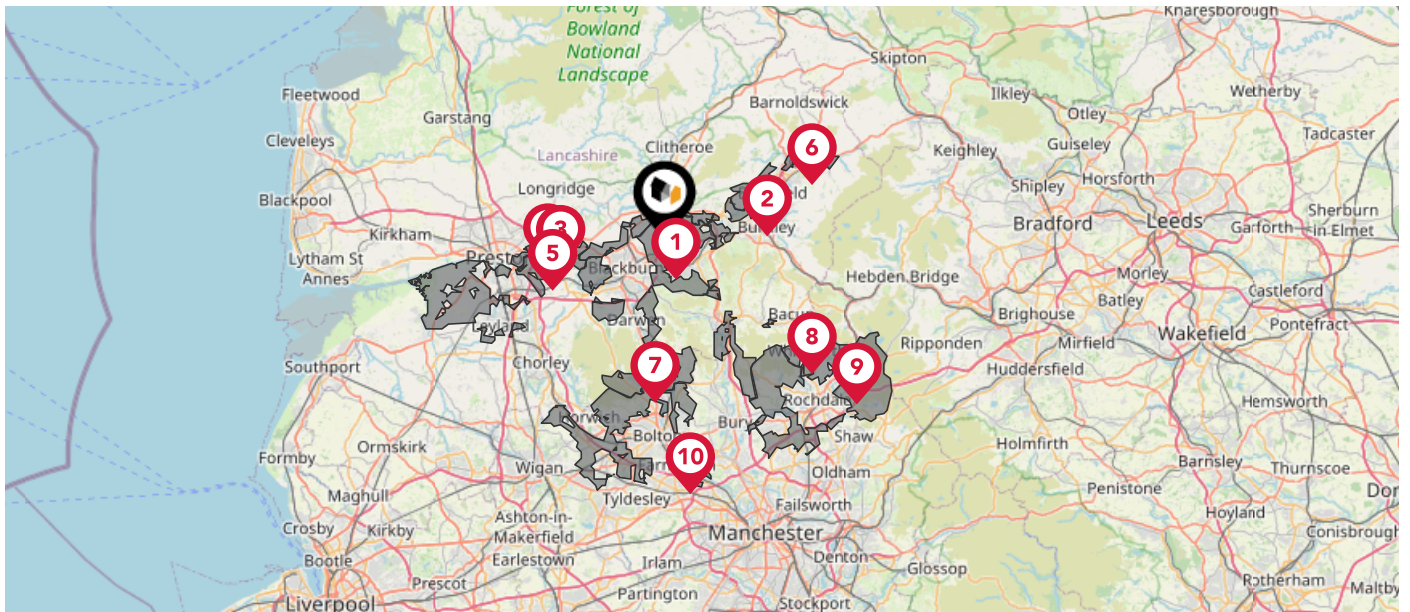 Forest of
Bowland
National
Landscape
Knaresborough
Skipton
Fleetwood
Garstang
Barnoldswick
Ilkley
Otley
Wetherby
Cleveleys
Clitheroe
Lancashire
6
Keighley
Guiseley
Tadcaster
Blackpool
Longridge
2
Shipley
Horsforth
Kirkham
3
1
Bradford
Leeds
Sherburn
in Elmet
Garforth
Lytham St
Annes
5
Blackburn
Hebden Bridge
Morley
Castleford
Batley
Leyland
Darwen
8
Brighouse
Mirfield
Wakefield
Pontefract
Ripponden
Southport
Chorley
7
9
Huddersfield
Rochdale
Hemsworth
Ormskirk
Shaw
Holmfirth
Formby
Wigan
10
Oldham
Barnsley
Thurnscoe
Maghull
Tyldesley
Failsworth
Penistone
Hoyland
Crosby
Kirkby
Ashton-in-
Makerfield
Manchester
Conisbrough
Bootle
Earlestown
Irlam
Denton
Glossop
Prescot
Partington
Stockport
Rotherham
Maltby
Liverpool